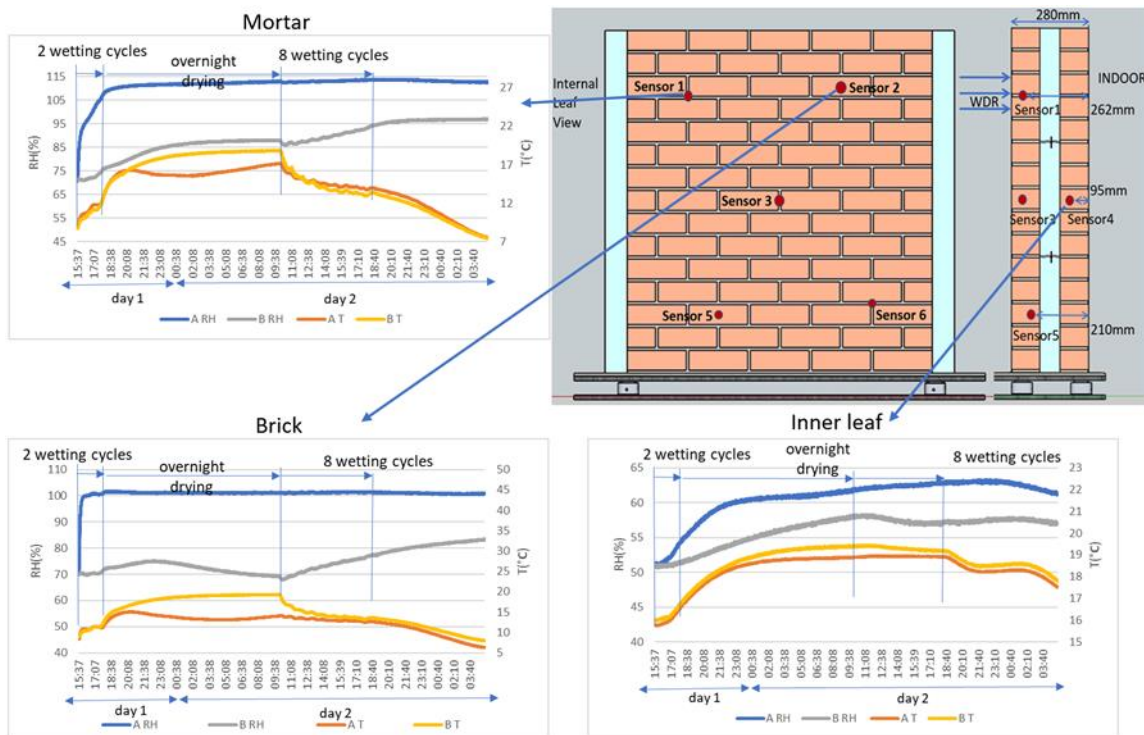 Mortar
2 wetting cycles
overnight
drying
8 wetting cycles
115
105
95
85
75
65
55
45
RH(%)
27
22
17
12
7
T(°C)
15:37
17:07
18:38
20:08
21:38
23:08
00:38
02:08
03:38
05:08
06:38
08:08
09:38
11:08
12:38
14:08
15:39
17:10
18:40
20:10
21:40
23:10
00:40
02:10
03:40
day 1
day 2
A RH
B RH
A T
B T
Internal
Leaf
View
Sensor 1
Sensor 2
Sensor 3
Sensor 5
Sensor 6
280mm
INDOOR
WDR
Sensor1
262mm
95mm
Sensor3
Sensor4
Sensor5
210mm
Brick
2 wetting cycles
overnight
drying
8 wetting cycles
110
100
90
80
70
60
50
40
RH(%)
50
45
40
35
30
25
20
15
10
5
T(°C)
15:37
17:07
18:38
20:08
21:38
23:08
00:38
02:08
03:38
05:08
06:38
08:08
09:38
11:08
12:38
14:08
15:39
17:10
18:40
20:10
21:40
23:10
00:40
02:10
03:40
day 1
day 2
A RH
B RH
A T
B T
Inner leaf
2 wetting cycles
overnight
drying
8 wetting cycles
65
60
55
50
45
40
RH(%)
23
22
21
20
19
18
17
16
15
T(°C)
15:37
17:07
18:38
20:08
21:38
23:08
00:38
02:08
03:38
05:08
06:38
08:08
09:38
11:08
12:38
14:08
15:39
17:10
18:40
20:10
21:40
23:10
00:40
02:10
03:40
day 1
day 2
A RH
B RH
A T
B T